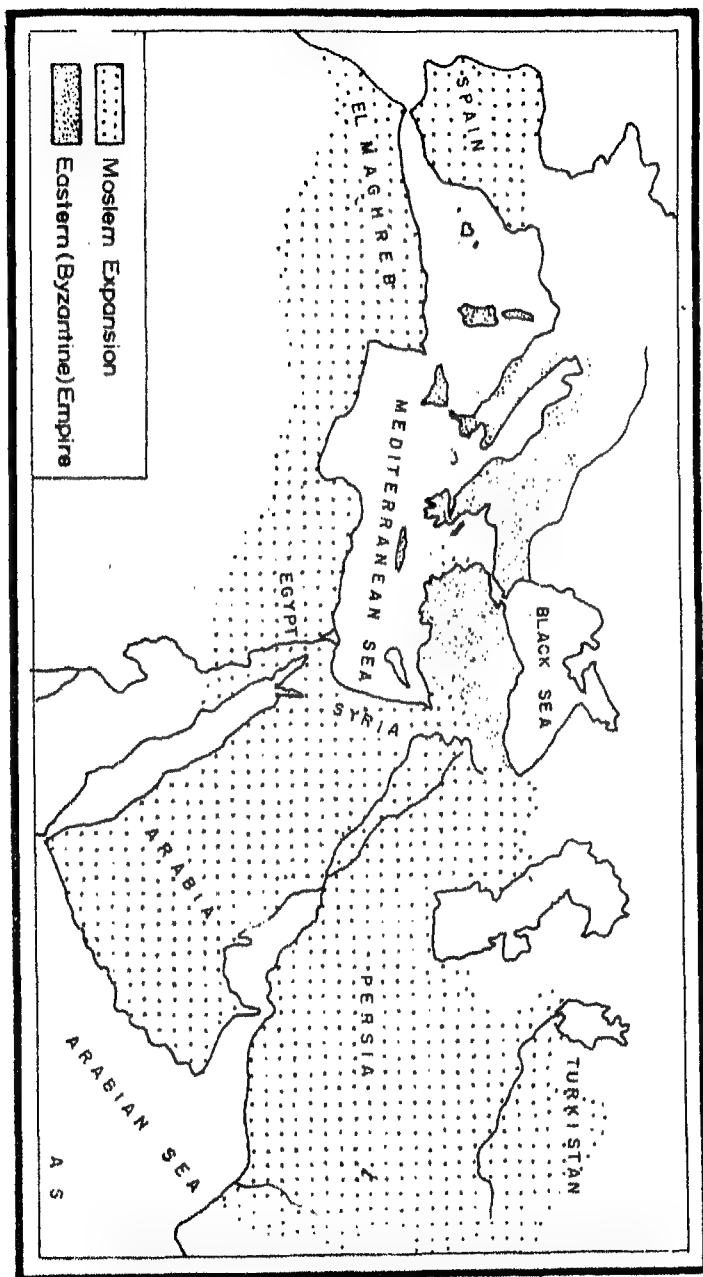 SPAIN
EL MAGHREB
MEDITERRANEAN SEA
BLACK SEA
EGYPT
SYRIA
ARABIA
PERSIA
TURKISTAN
ARABIAN SEA
A S
Moslem Expansion
Eastern (Byzantine) Empire